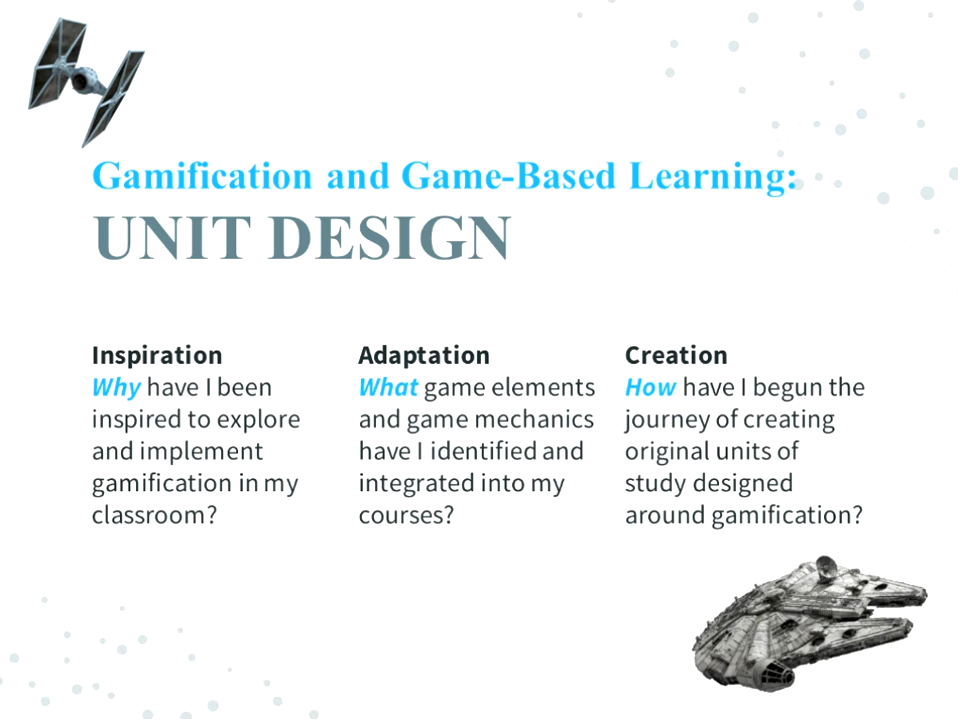 Gamification and Game-Based Learning:
UNIT DESIGN
Inspiration
Why have I been
inspired to explore
and implement
gamification in my
classroom?
Adaptation
What game elements
and game mechanics
have I identified and
integrated into my
courses?
Creation
How have I begun the
journey of creating
original units of
study designed
around gamification?